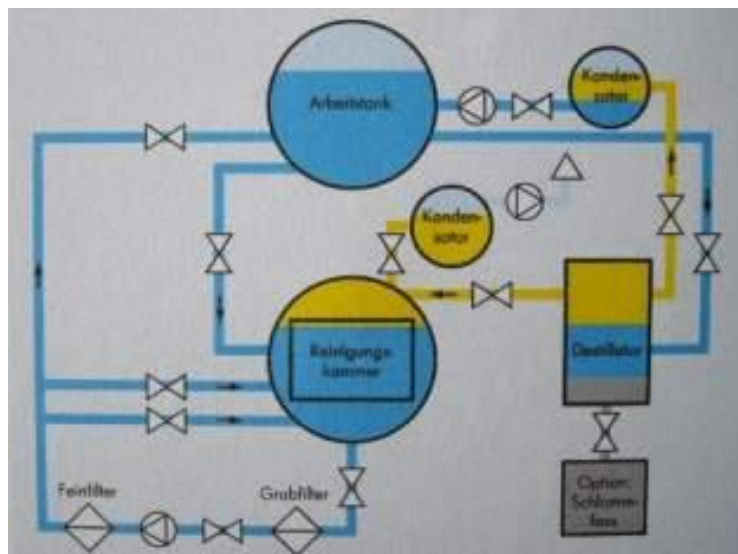 Arbeitstank
Konden-
sator
Konden-
sator
Reinigungs-
kammer
Destillator
Feinfilter
Grobfilter
Option:
Schlamm-
fass